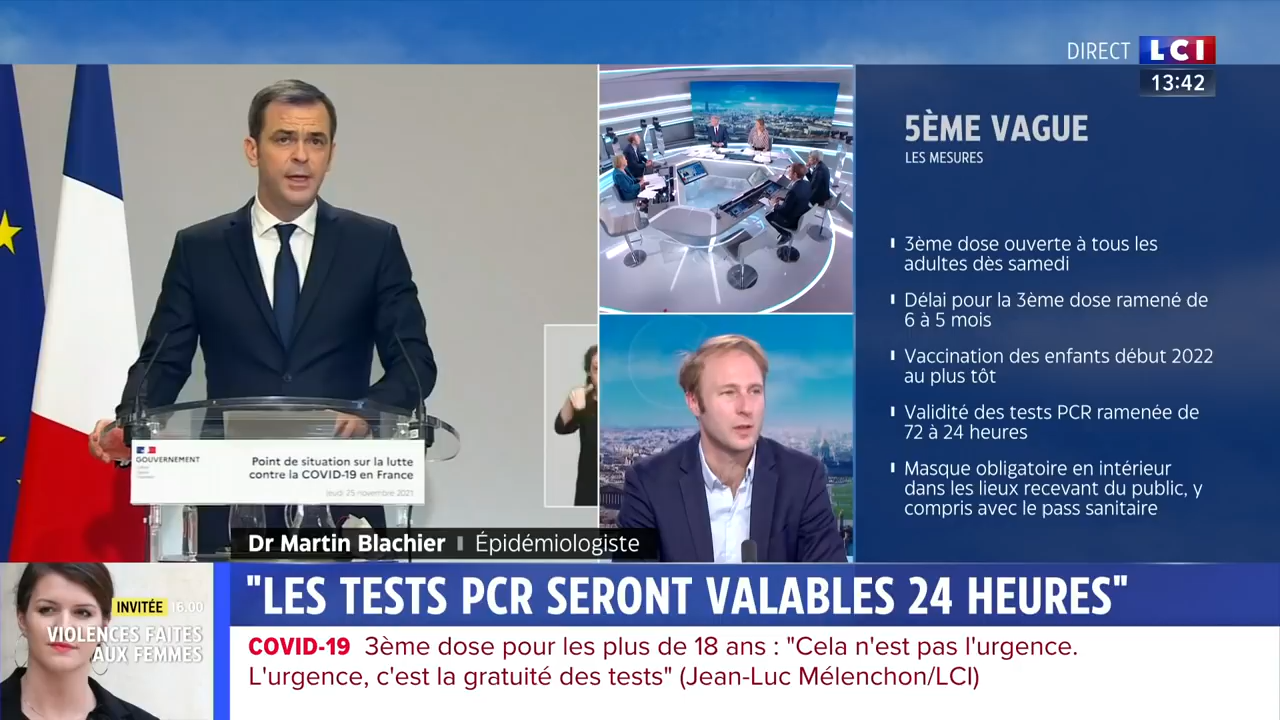 DIRECT LCI
13:42
5ÈME VAGUE
LES MESURES
3ème dose ouverte à tous les
adultes dès samedi
Délai pour la 3ème dose ramené de
6 à 5 mois
Vaccination des enfants début 2022
au plus tôt
Validité des tests PCR ramenée de
72 à 24 heures
Masque obligatoire en intérieur
dans les lieux recevant du public, y
compris avec le pass sanitaire
GOUVERNEMENT
Point de situation sur la lutte
contre la COVID-19 en France
jeudi 25 novembre 2021
Dr Martin Blachier Épidémiologiste
INVITÉE 16:00
VIOLENCES FAITES
AUX FEMMES
"LES TESTS PCR SERONT VALABLES 24 HEURES"
COVID-19 3ème dose pour les plus de 18 ans : "Cela n'est pas l'urgence.
L'urgence, c'est la gratuité des tests" (Jean-Luc Mélenchon/LCI)